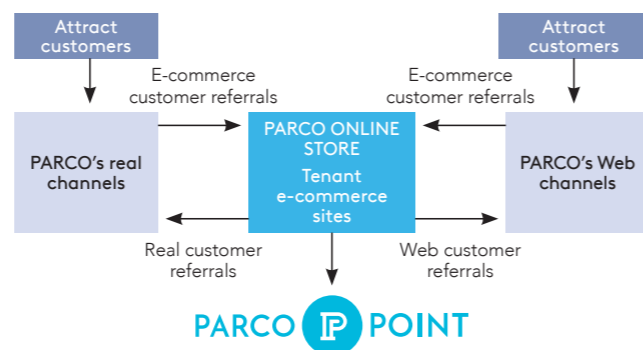 Attract
customers
Attract
customers
E-commerce
customer referrals
E-commerce
customer referrals
PARCO's real
channels
PARCO ONLINE
STORE
Tenant
e-commerce
sites
PARCO's Web
channels
Real customer
referrals
Web customer
referrals
PARCO P POINT